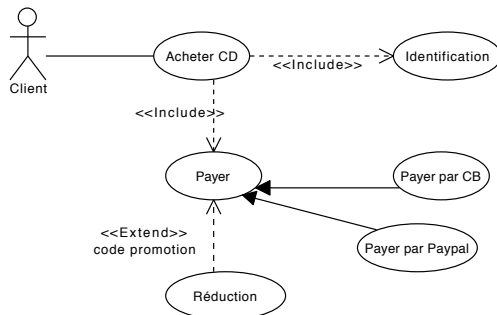 Acheter CD
Identification
<<Include>>
Client
<<Include>>
Payer
Payer par CB
<<Extend>>
code promotion
Payer par Paypal
Réduction